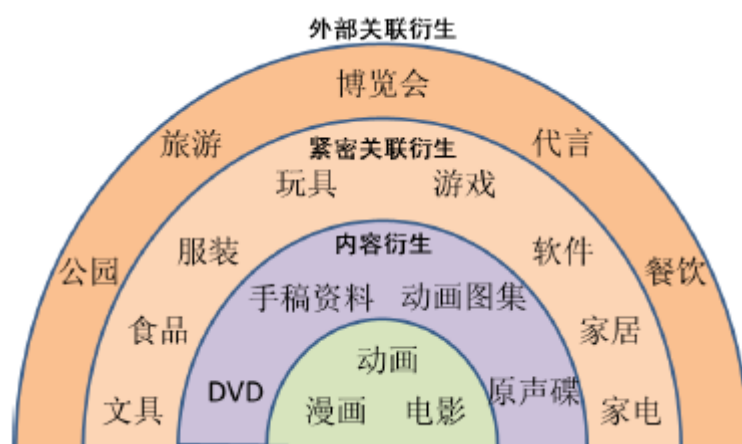 外部关联衍生
博览会
旅游 代言
紧密关联衍生
玩具 游戏
内容衍生
服装 软件
公园 餐饮
手稿资料 动画图集
食品 家居
动画
DVD 原声碟
漫画 电影
文具 家电